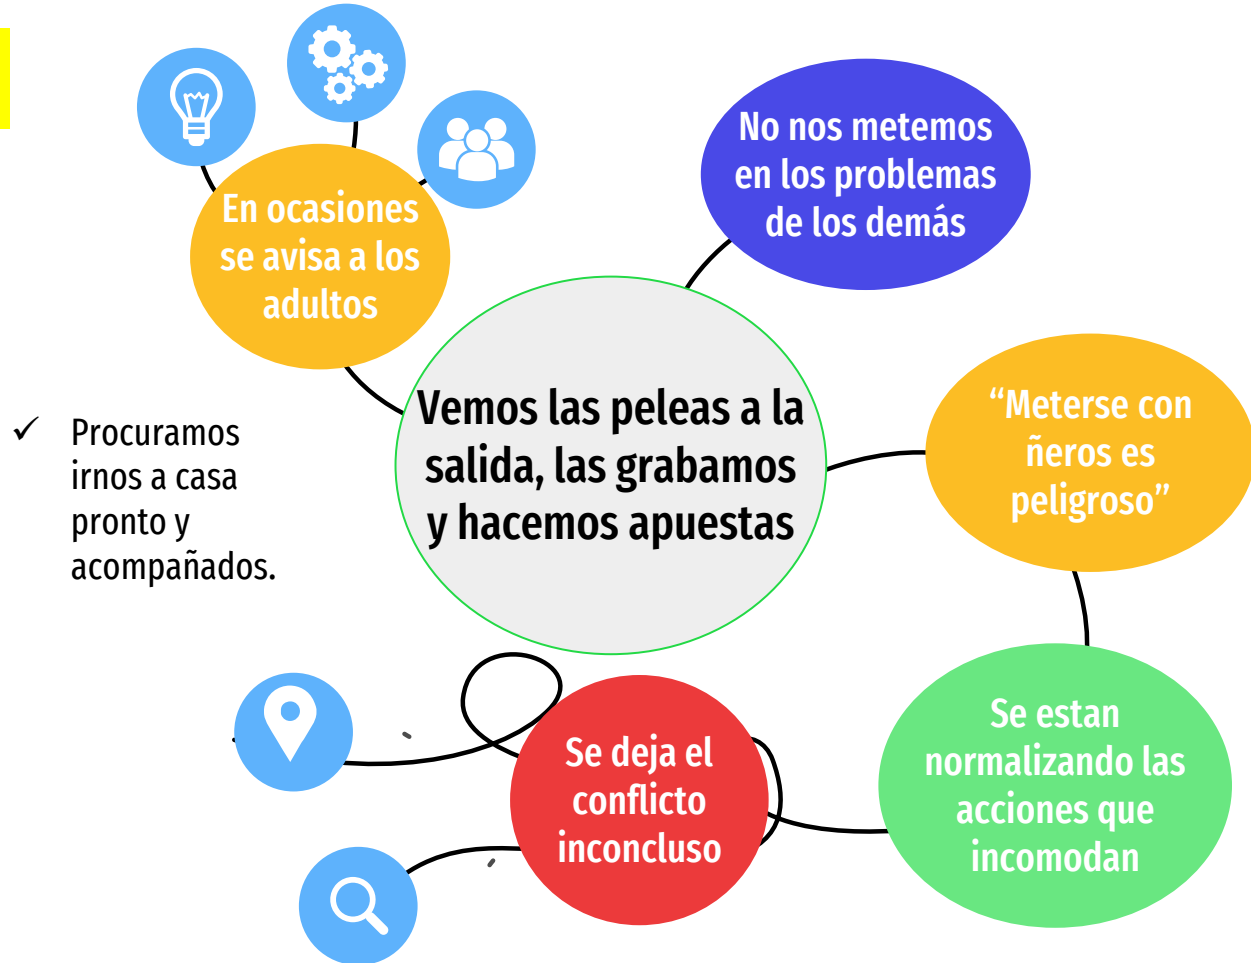 En ocasiones
se avisa a los
adultos
No nos metemos
en los problemas
de los demás
Vemos las peleas a la
salida, las grabamos
y hacemos apuestas
“Meterse con
ñeros es
peligroso”
✓ Procuramos
irnos a casa
pronto y
acompañados.
Se deja el
conflicto
inconcluso
Se estan
normalizando las
acciones que
incomodan